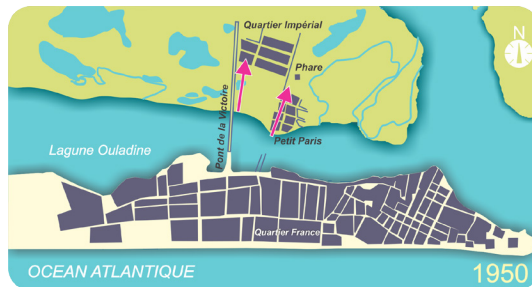 Quartier Impérial
N
Phare
Pont de la Victoire
Petit Paris
Lagune Ouladine
Quartier France
OCEAN ATLANTIQUE
1950